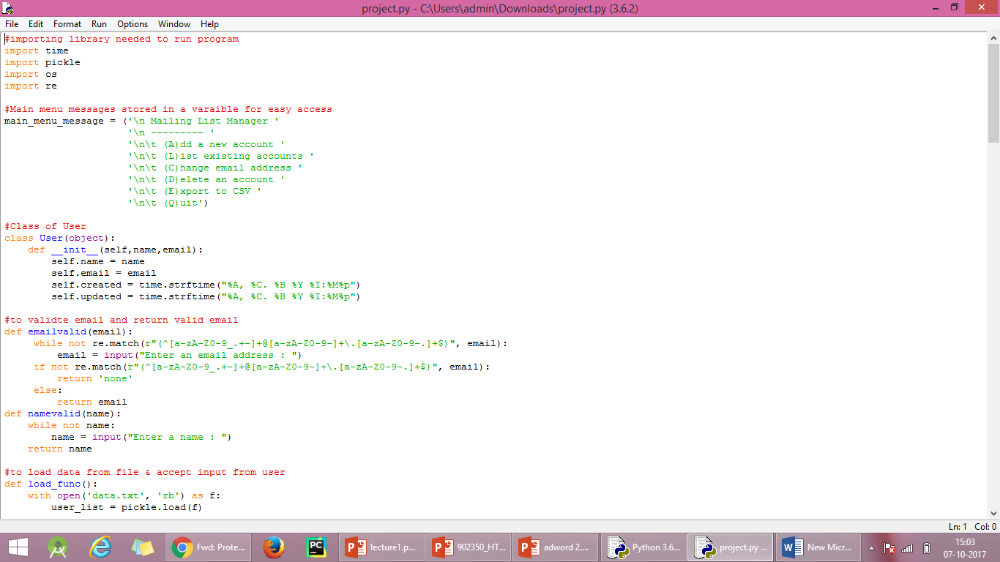 project.py - C:\Users\admin\Downloads\project.py (3.6.2)
File Edit Format Run Options Window Help
#importing library needed to run program
import time
import pickle
import os
import re

#Main menu messages stored in a varaible for easy access
main_menu_message = ('\n Mailing List Manager '
                     '\n --------- '
                     '\n\t (A)dd a new account '
                     '\n\t (L)ist existing accounts '
                     '\n\t (C)hange email address '
                     '\n\t (D)elete an account '
                     '\n\t (E)xport to CSV '
                     '\n\t (Q)uit')

#Class of User
class User(object):
    def __init__(self,name,email):
        self.name = name
        self.email = email
        self.created = time.strftime("%A, %C. %B %Y %I:%M%p")
        self.updated = time.strftime("%A, %C. %B %Y %I:%M%p")

#to validte email and return valid email
def emailvalid(email):
     while not re.match(r"(^[a-zA-Z0-9_.+-]+@[a-zA-Z0-9-]+\.[a-zA-Z0-9-.]+$)", email):
         email = input("Enter an email address : ")
     if not re.match(r"(^[a-zA-Z0-9_.+-]+@[a-zA-Z0-9-]+\.[a-zA-Z0-9-.]+$)", email):
         return 'none'
     else:
         return email
def namevalid(name):
    while not name:
        name = input("Enter a name : ")
    return name

#to load data from file & accept input from user
def load_func():
    with open('data.txt', 'rb') as f:
        user_list = pickle.load(f)
Ln: 1 Col: 0
PC
Fwd: Prote...
lecture1.p...
902350_HT...
adword 2....
Python 3.6...
project.py ...
New Micr...
15:03
07-10-2017